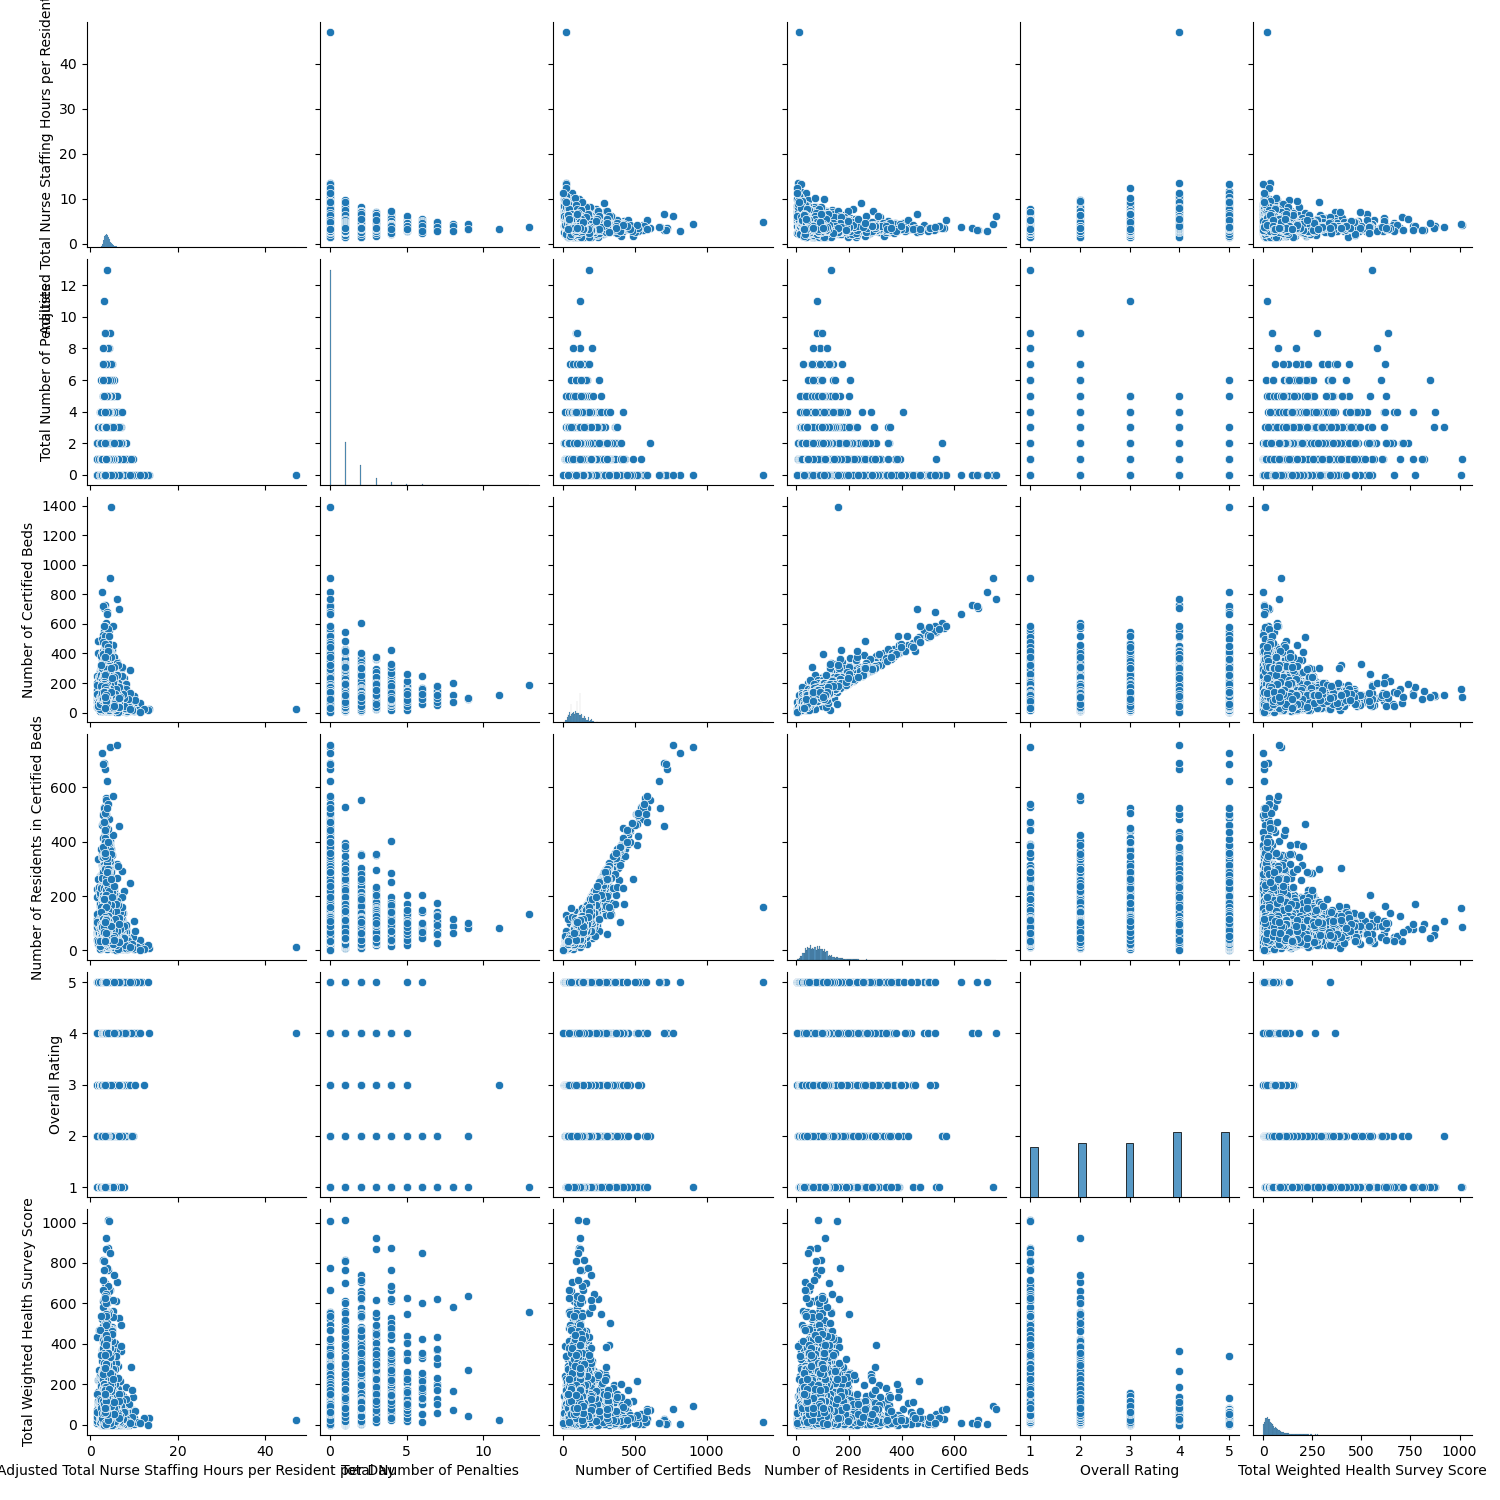 Adjusted Total Nurse Staffing Hours per Resident
40
30
20
10
0
Total Number of Penalties
12
10
8
6
4
2
0
Number of Certified Beds
1400
1200
1000
800
600
400
200
0
Number of Residents in Certified Beds
600
400
200
0
Overall Rating
5
4
3
2
1
Total Weighted Health Survey Score
1000
800
600
400
200
0
0 20 40
0 5 10
0 500 1000
0 200 400 600
1 2 3 4 5
0 250 500 750 1000
Adjusted Total Nurse Staffing Hours per Resident per Day
Total Number of Penalties
Number of Certified Beds
Number of Residents in Certified Beds
Overall Rating
Total Weighted Health Survey Score